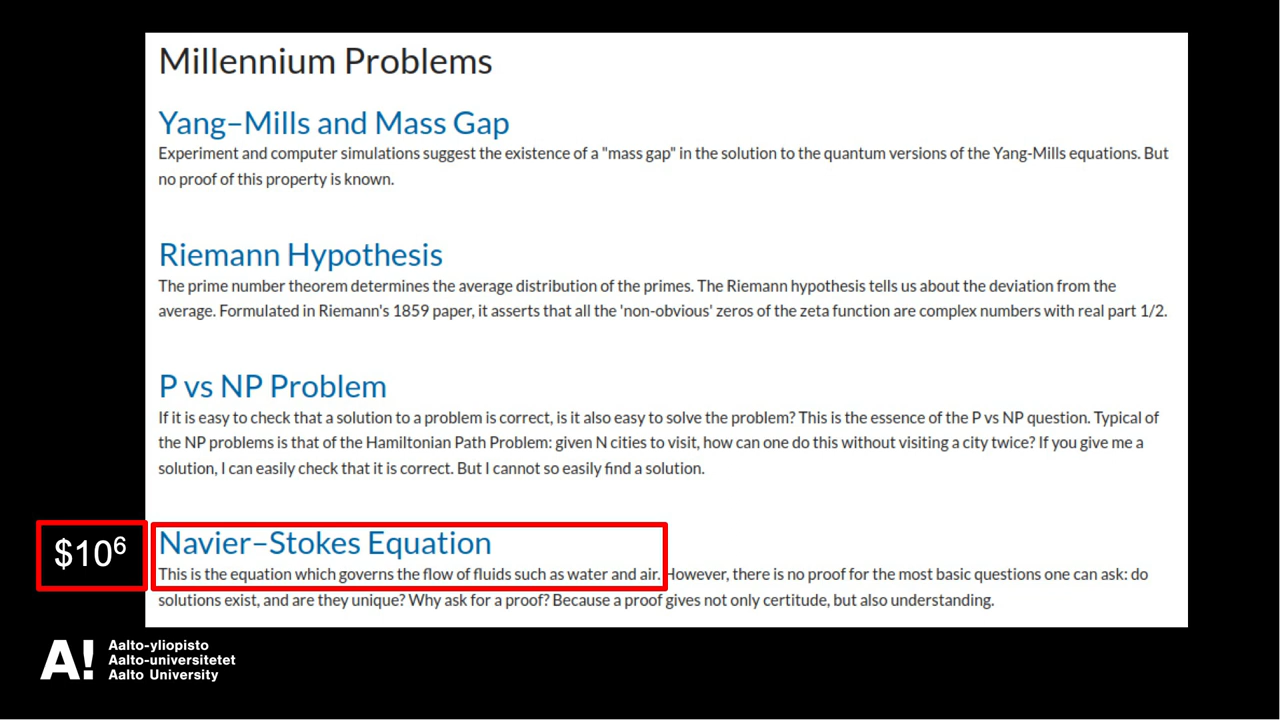 Millennium Problems
Yang–Mills and Mass Gap
Experiment and computer simulations suggest the existence of a "mass gap" in the solution to the quantum versions of the Yang-Mills equations. But
no proof of this property is known.
Riemann Hypothesis
The prime number theorem determines the average distribution of the primes. The Riemann hypothesis tells us about the deviation from the
average. Formulated in Riemann's 1859 paper, it asserts that all the 'non-obvious' zeros of the zeta function are complex numbers with real part 1/2.
P vs NP Problem
If it is easy to check that a solution to a problem is correct, is it also easy to solve the problem? This is the essence of the P vs NP question. Typical of
the NP problems is that of the Hamiltonian Path Problem: given N cities to visit, how can one do this without visiting a city twice? If you give me a
solution, I can easily check that it is correct. But I cannot so easily find a solution.
$10⁶
Navier–Stokes Equation
This is the equation which governs the flow of fluids such as water and air. However, there is no proof for the most basic questions one can ask: do
solutions exist, and are they unique? Why ask for a proof? Because a proof gives not only certitude, but also understanding.
A!
Aalto-yliopisto
Aalto-universitetet
Aalto University